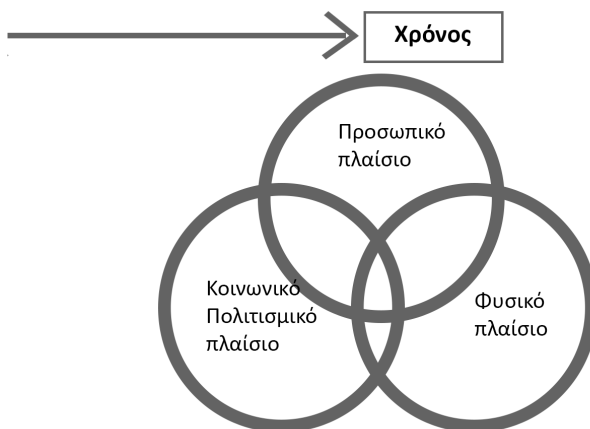 Χρόνος
Προσωπικό
πλαίσιο
Κοινωνικό
Πολιτισμικό
πλαίσιο
Φυσικό
πλαίσιο